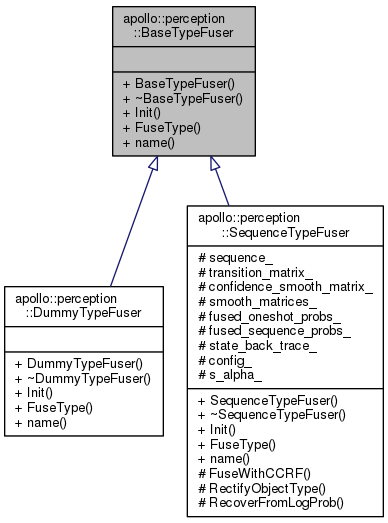 apollo::perception
::BaseTypeFuser
+ BaseTypeFuser()
+ ~BaseTypeFuser()
+ Init()
+ FuseType()
+ name()
apollo::perception
::DummyTypeFuser
+ DummyTypeFuser()
+ ~DummyTypeFuser()
+ Init()
+ FuseType()
+ name()
apollo::perception
::SequenceTypeFuser
# sequence_
# transition_matrix_
# confidence_smooth_matrix_
# smooth_matrices_
# fused_oneshot_probs_
# fused_sequence_probs_
# state_back_trace_
# config_
# s_alpha_
+ SequenceTypeFuser()
+ ~SequenceTypeFuser()
+ Init()
+ FuseType()
+ name()
# FuseWithCCRF()
# RectifyObjectType()
# RecoverFromLogProb()